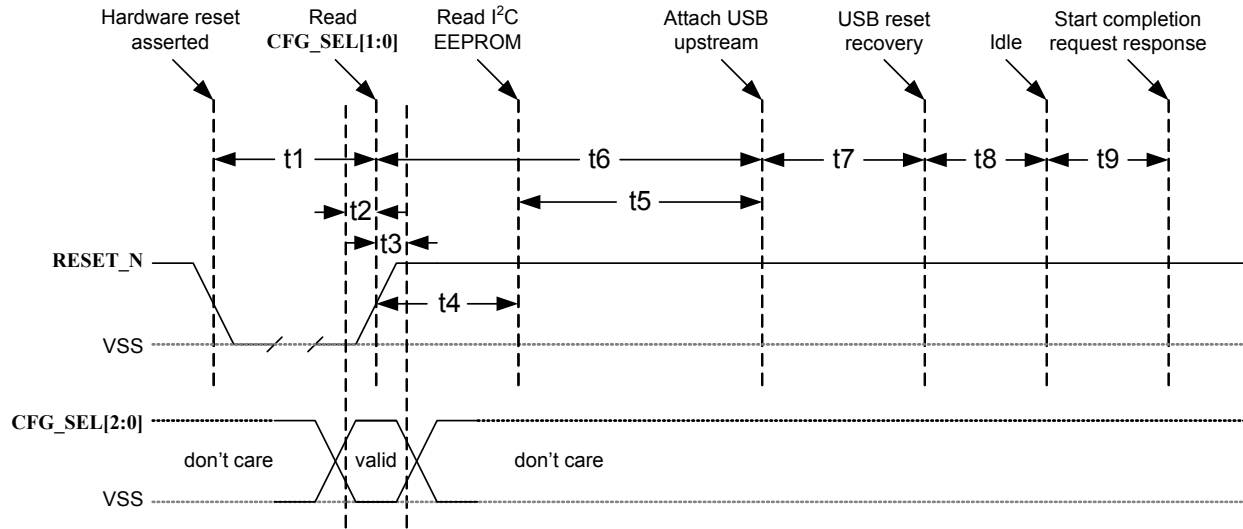 Hardware reset
asserted
Read
CFG_SEL[1:0]
Read I²C
EEPROM
Attach USB
upstream
USB reset
recovery
Idle
Start completion
request response
t1
t6
t7
t8
t9
t5
t2
t3
RESET_N
t4
VSS
CFG_SEL[2:0]
don't care
valid
don't care
VSS